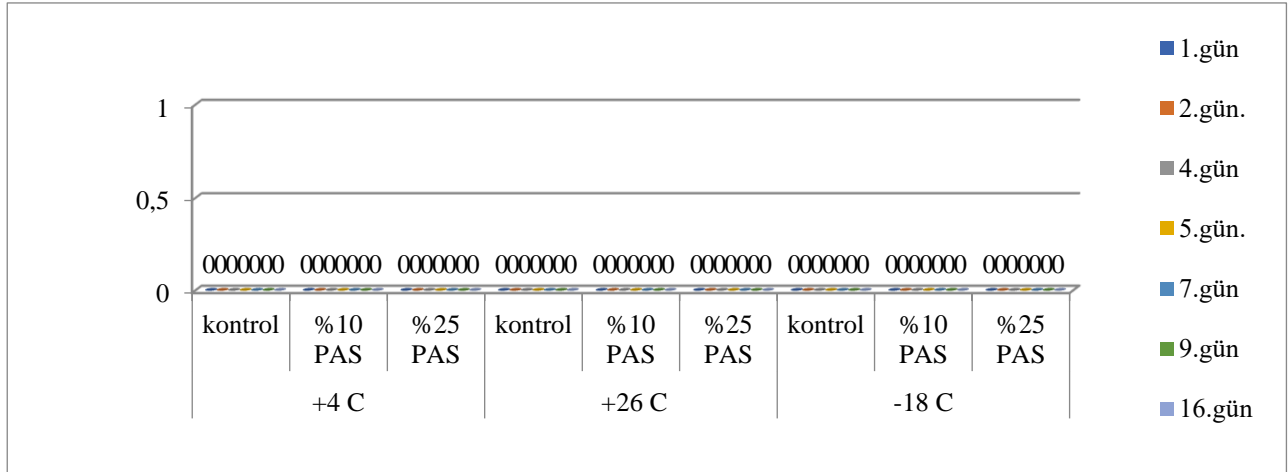 1.gün
2.gün.
4.gün
5.gün.
7.gün
9.gün
16.gün
1
0,5
0
0000000 0000000 0000000 0000000 0000000 0000000 0000000 0000000 0000000
kontrol %10 %25 kontrol %10 %25 kontrol %10 %25
PAS PAS PAS PAS PAS PAS
+4 C +26 C -18 C